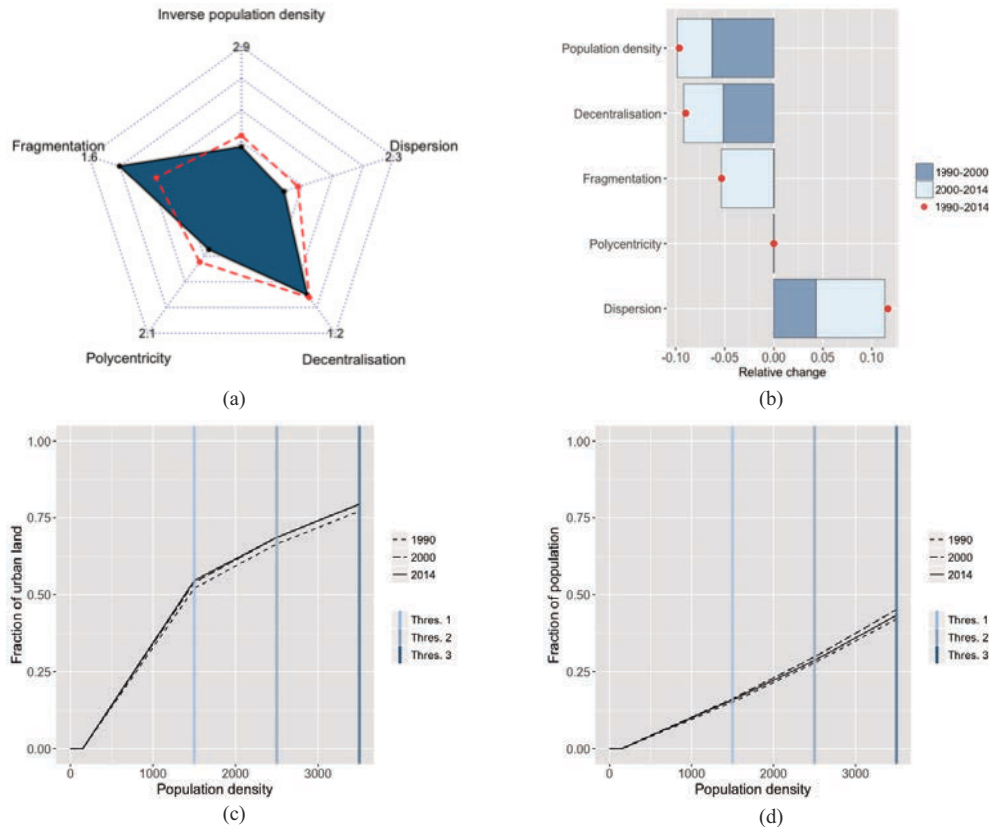 Inverse population density
2.9
Fragmentation
1.6
Dispersion
2.3
2.1
1.2
Polycentricity
Decentralisation
(a)
Population density
Decentralisation
Fragmentation
Polycentricity
Dispersion
-0.10 -0.05 0.00 0.05 0.10
Relative change
1990-2000
2000-2014
1990-2014
(b)
Fraction of urban land
1.00
0.75
0.50
0.25
0.00
0 1000 2000 3000
Population density
1990
2000
2014
Thres. 1
Thres. 2
Thres. 3
(c)
Fraction of population
1.00
0.75
0.50
0.25
0.00
0 1000 2000 3000
Population density
1990
2000
2014
Thres. 1
Thres. 2
Thres. 3
(d)